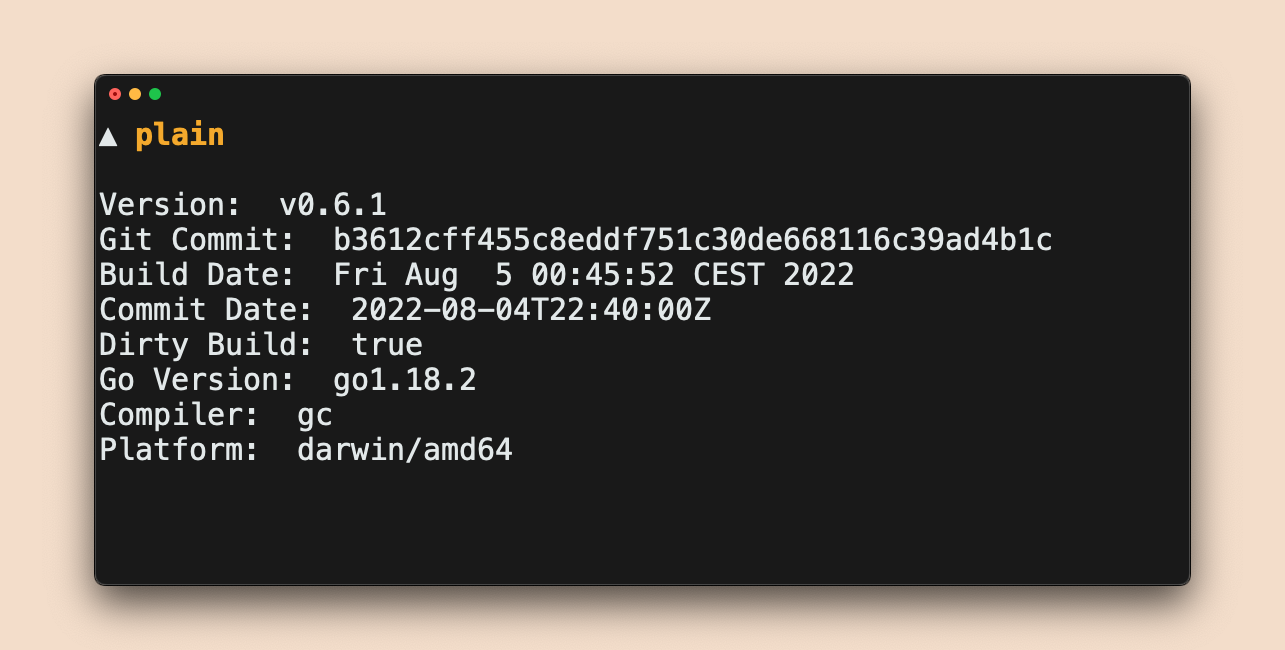 ▲ plain
Version:  v0.6.1
Git Commit:  b3612cff455c8eddf751c30de668116c39ad4b1c
Build Date:  Fri Aug  5 00:45:52 CEST 2022
Commit Date:  2022-08-04T22:40:00Z
Dirty Build:  true
Go Version:  go1.18.2
Compiler:  gc
Platform:  darwin/amd64